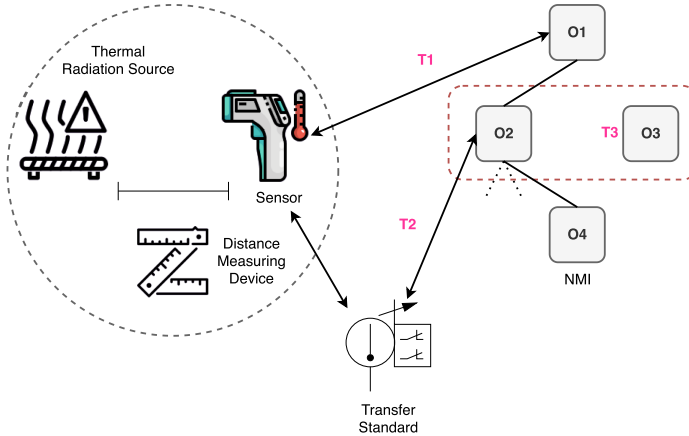 Thermal
Radiation Source
T1
O1
O2
T3
O3
Sensor
T2
Distance
Measuring
Device
O4
NMI
Transfer
Standard